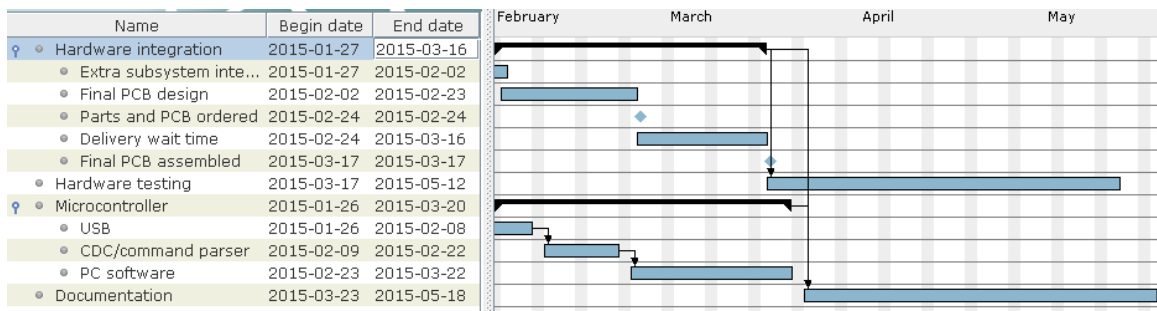 Name Begin date End date February March April May
Hardware integration 2015-01-27 2015-03-16
Extra subsystem inte... 2015-01-27 2015-02-02
Final PCB design 2015-02-02 2015-02-23
Parts and PCB ordered 2015-02-24 2015-02-24
Delivery wait time 2015-02-24 2015-03-16
Final PCB assembled 2015-03-17 2015-03-17
Hardware testing 2015-03-17 2015-05-12
Microcontroller 2015-01-26 2015-03-20
USB 2015-01-26 2015-02-08
CDC/command parser 2015-02-09 2015-02-22
PC software 2015-02-23 2015-03-22
Documentation 2015-03-23 2015-05-18